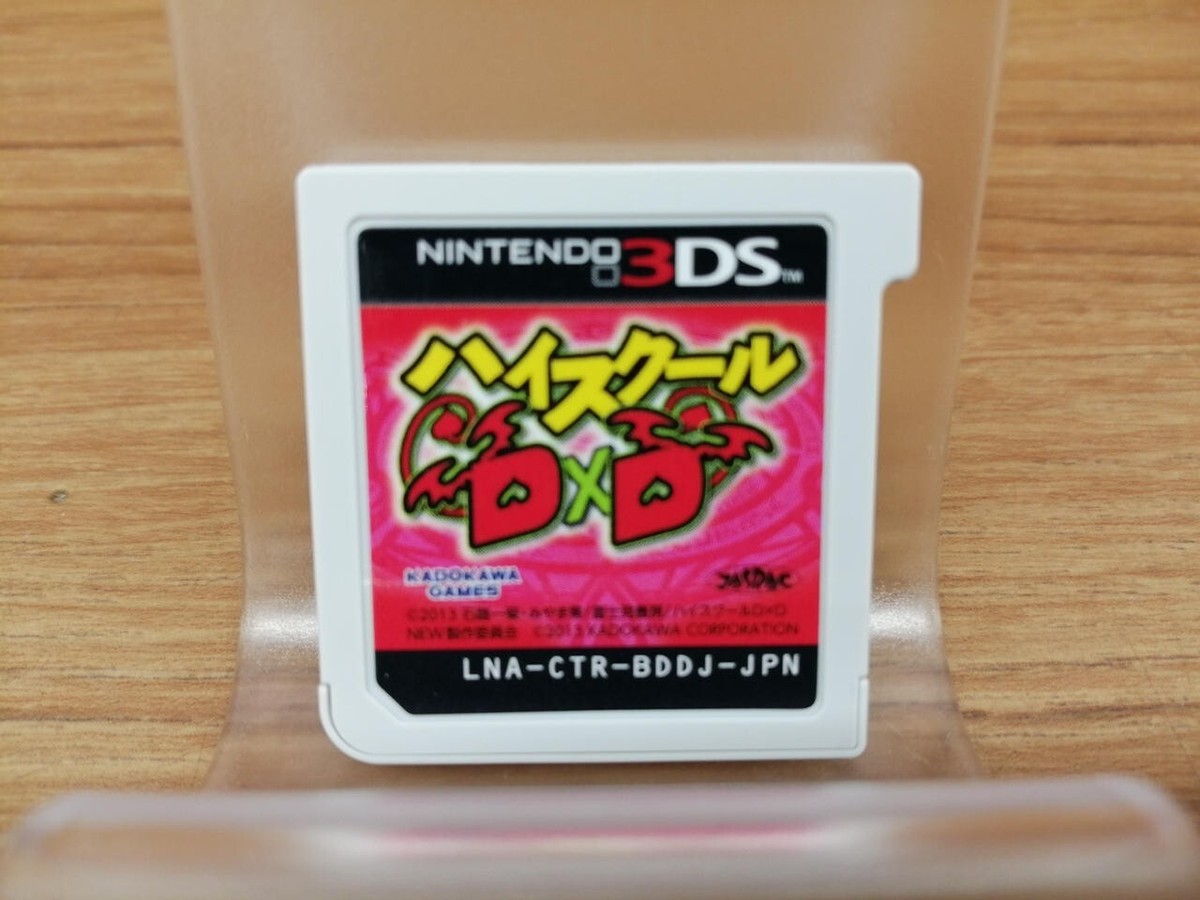 NINTENDO 3DS™
ハイスクール
D×D
KADOKAWA
GAMES
©2013 石踏一榮・みやま零/富士見書房/ハイスクールD×D
NEW製作委員会 ©2013 KADOKAWA CORPORATION
LNA-CTR-BDDJ-JPN